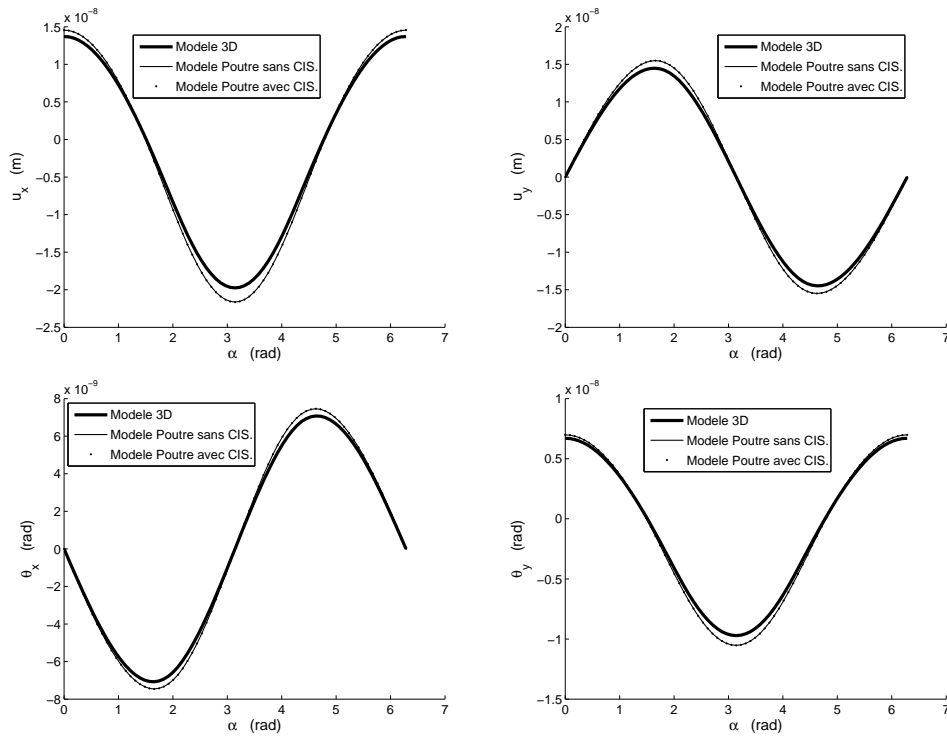 x 10⁻⁸
1.5
1
0.5
0
−0.5
−1
−1.5
−2
−2.5
0 1 2 3 4 5 6 7
α (rad)
u_x (m)
Modele 3D
Modele Poutre sans CIS.
Modele Poutre avec CIS.
x 10⁻⁸
2
1.5
1
0.5
0
−0.5
−1
−1.5
−2
0 1 2 3 4 5 6 7
α (rad)
u_y (m)
Modele 3D
Modele Poutre sans CIS.
Modele Poutre avec CIS.
x 10⁻⁹
8
6
4
2
0
−2
−4
−6
−8
0 1 2 3 4 5 6 7
α (rad)
θ_x (rad)
Modele 3D
Modele Poutre sans CIS.
Modele Poutre avec CIS.
x 10⁻⁸
1
0.5
0
−0.5
−1
−1.5
0 1 2 3 4 5 6 7
α (rad)
θ_y (rad)
Modele 3D
Modele Poutre sans CIS.
Modele Poutre avec CIS.